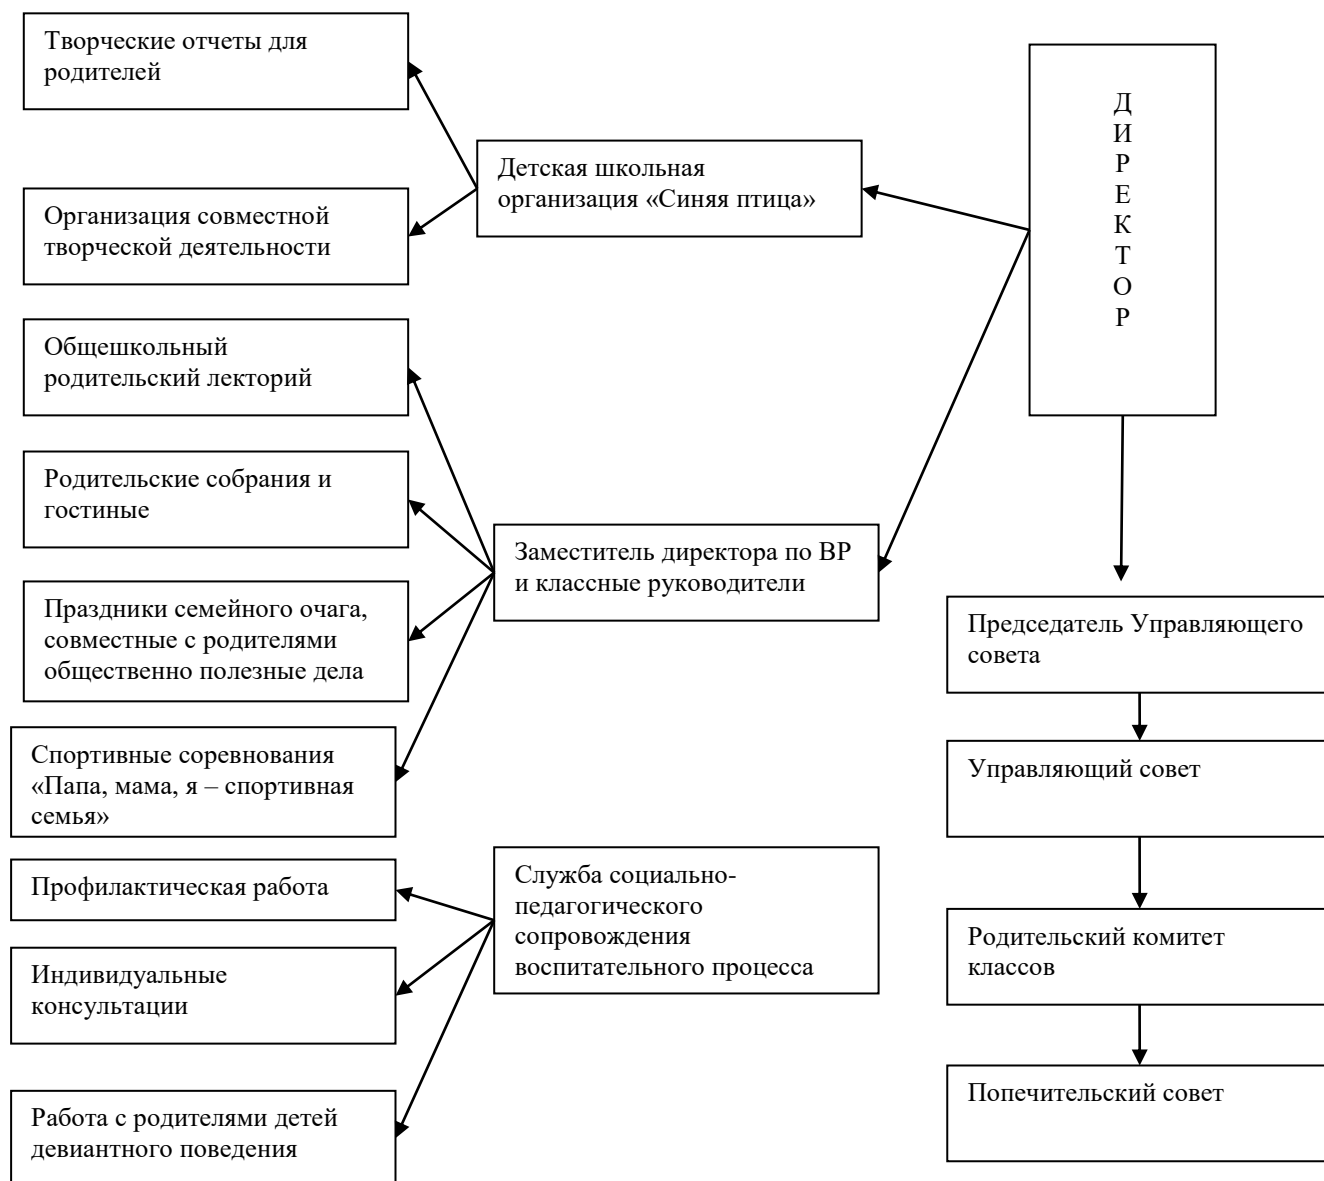 Творческие отчеты для
родителей
Д
И
Р
Е
К
Т
О
Р
Детская школьная
организация «Синяя птица»
Организация совместной
творческой деятельности
Общешкольный
родительский лекторий
Родительские собрания и
гостиные
Заместитель директора по ВР
и классные руководители
Праздники семейного очага,
совместные с родителями
общественно полезные дела
Председатель Управляющего
совета
Спортивные соревнования
«Папа, мама, я – спортивная
семья»
Управляющий совет
Профилактическая работа
Служба социально-
педагогического
сопровождения
воспитательного процесса
Родительский комитет
классов
Индивидуальные
консультации
Попечительский совет
Работа с родителями детей
девиантного поведения